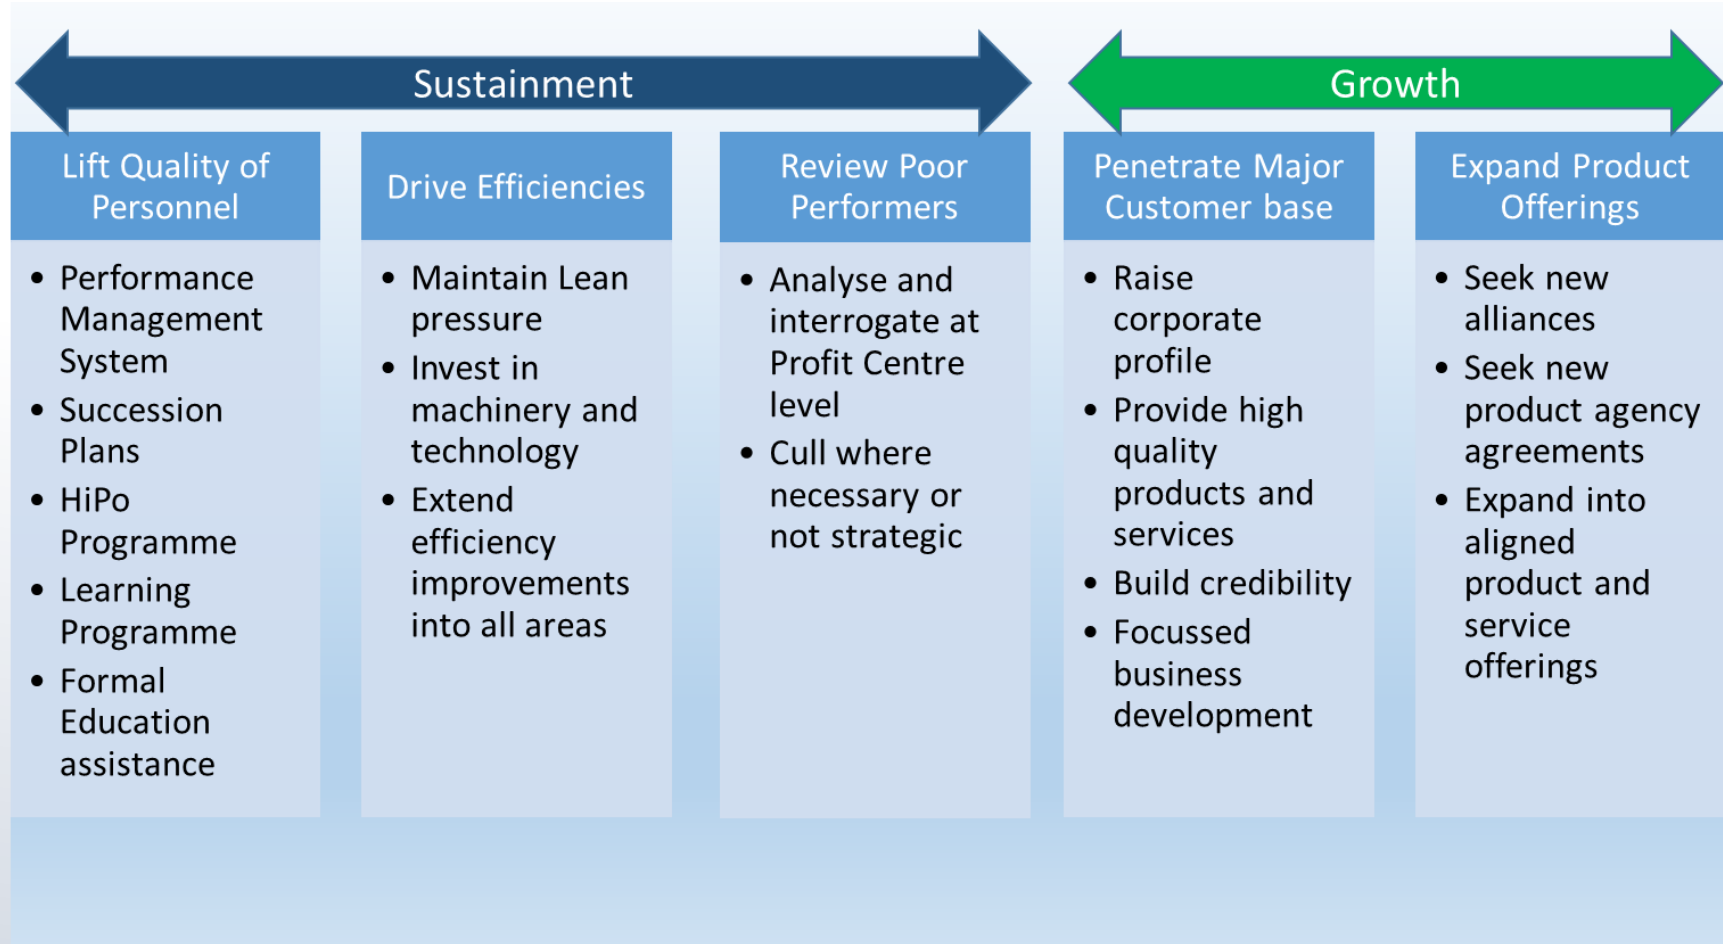 Sustainment
Growth
Lift Quality of
Personnel
• Performance
Management
System
• Succession
Plans
• HiPo
Programme
• Learning
Programme
• Formal
Education
assistance
Drive Efficiencies
• Maintain Lean
pressure
• Invest in
machinery and
technology
• Extend
efficiency
improvements
into all areas
Review Poor
Performers
• Analyse and
interrogate at
Profit Centre
level
• Cull where
necessary or
not strategic
Penetrate Major
Customer base
• Raise
corporate
profile
• Provide high
quality
products and
services
• Build credibility
• Focussed
business
development
Expand Product
Offerings
• Seek new
alliances
• Seek new
product agency
agreements
• Expand into
aligned
product and
service
offerings